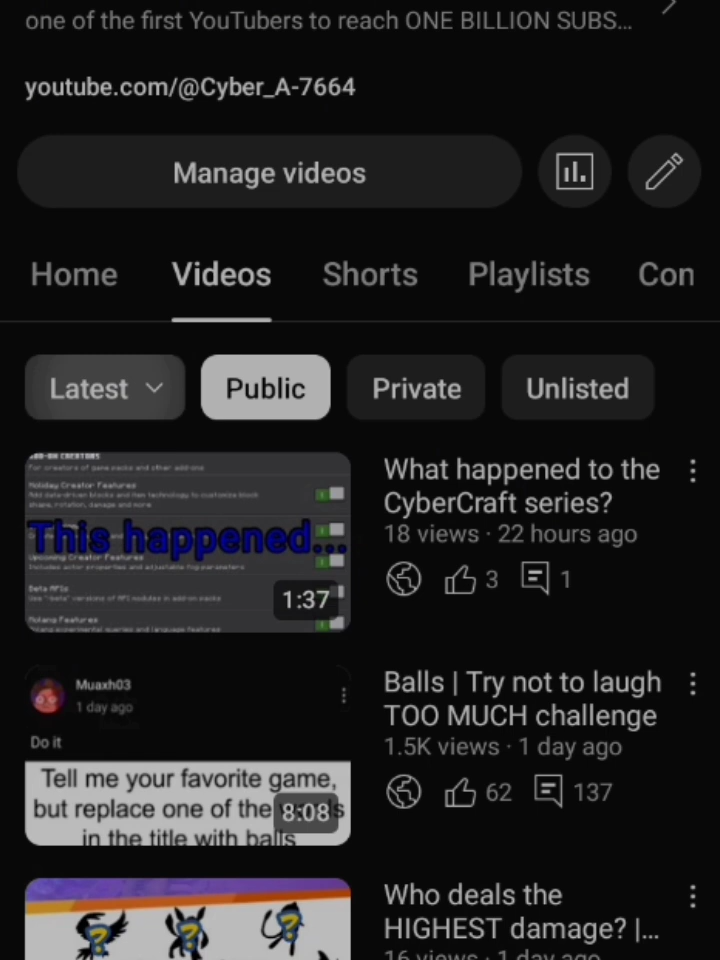 one of the first YouTubers to reach ONE BILLION SUBS...
youtube.com/@Cyber_A-7664
Manage videos
Home
Videos
Shorts
Playlists
Con
Latest
Public
Private
Unlisted
ADD-ON CREATORS
For creators of game packs and other add-ons
Holiday Creator Features
Add data-driven blocks and item technology to customize block
shape, rotation, damage and more
This happened...
Upcoming Creator Features
Includes actor properties and adjustable fog parameters
Beta APIs
Use "-beta" versions of API modules in add-on packs
Molang Features
Molang experimental queries and language features
1:37
What happened to the
CyberCraft series?
18 views · 22 hours ago
3
1
Muaxh03
1 day ago
Do it
Tell me your favorite game,
but replace one of the
in the title with balls
8:08
Balls | Try not to laugh
TOO MUCH challenge
1.5K views · 1 day ago
62
137
Who deals the
HIGHEST damage? |...
16 views · 1 day ago